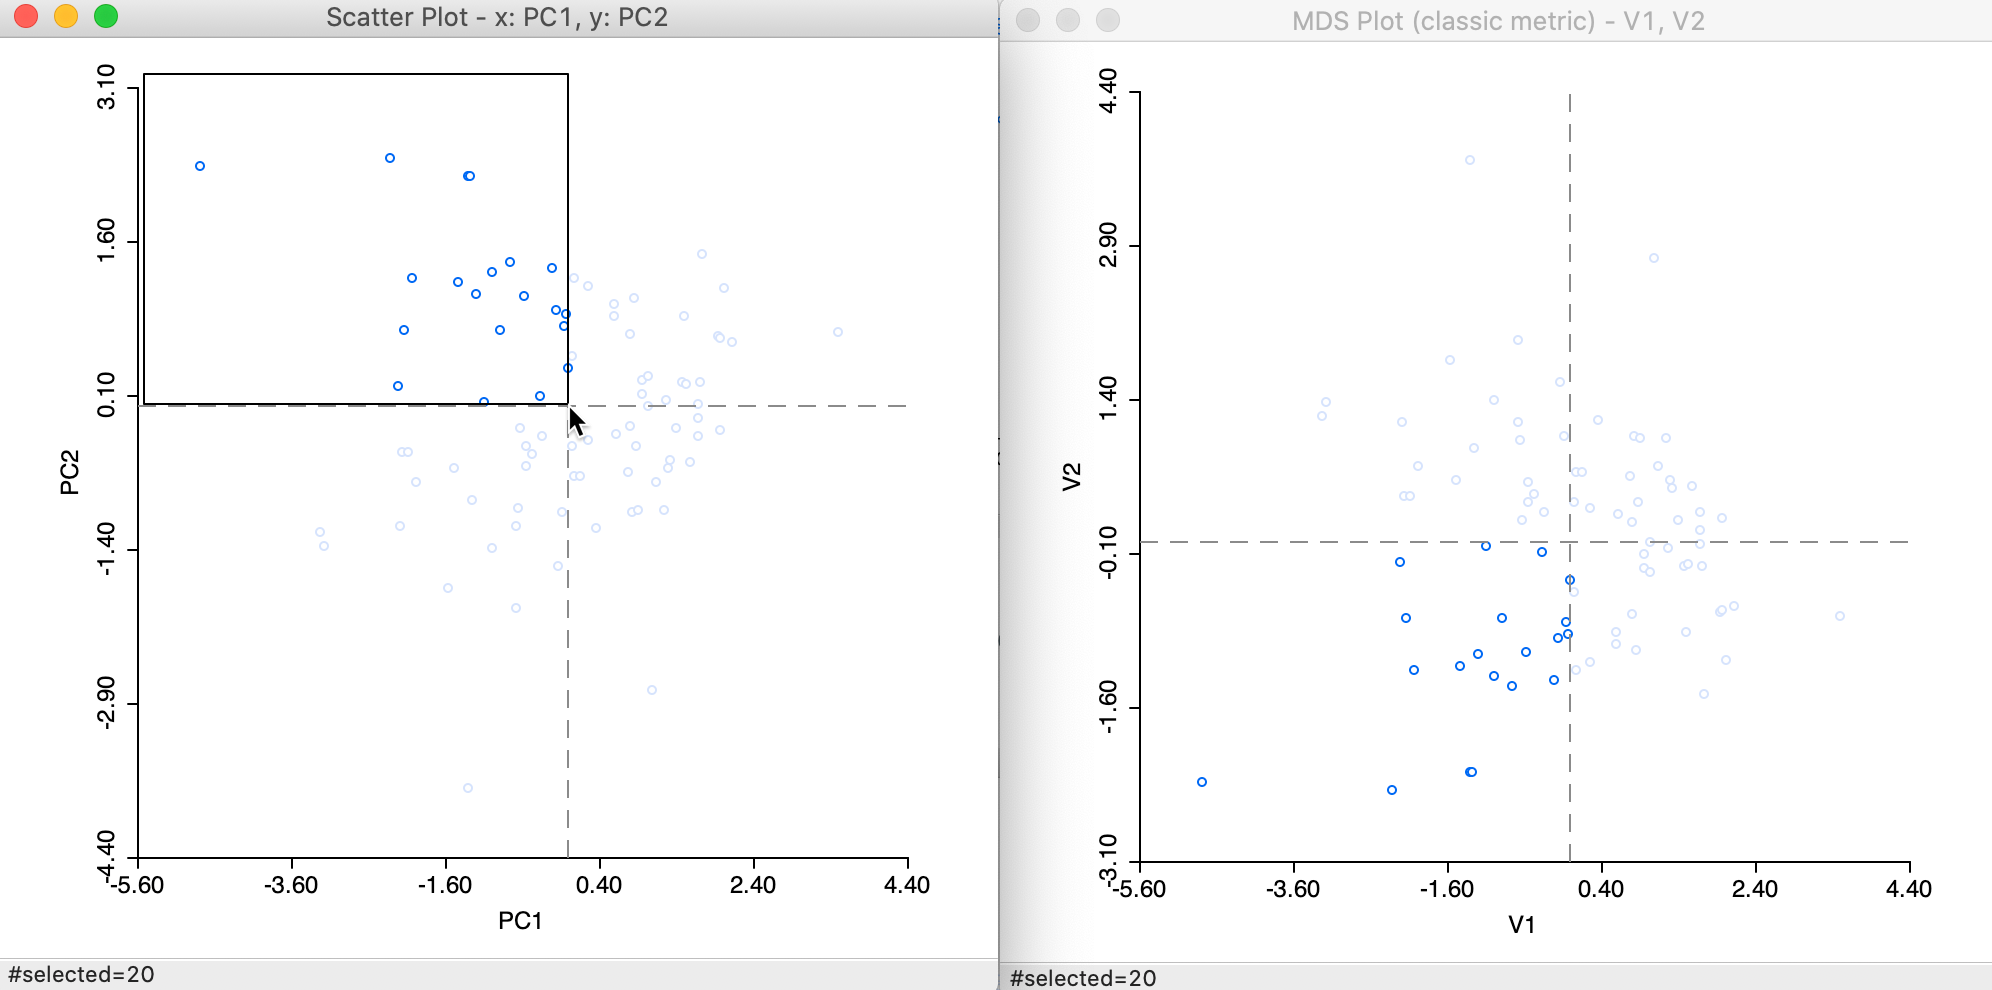 Scatter Plot - x: PC1, y: PC2
3.10
1.60
0.10
-1.40
-2.90
-4.40
PC2
-5.60 -3.60 -1.60 0.40 2.40 4.40
PC1
#selected=20
MDS Plot (classic metric) - V1, V2
4.40
2.90
1.40
-0.10
-1.60
-3.10
V2
-5.60 -3.60 -1.60 0.40 2.40 4.40
V1
#selected=20